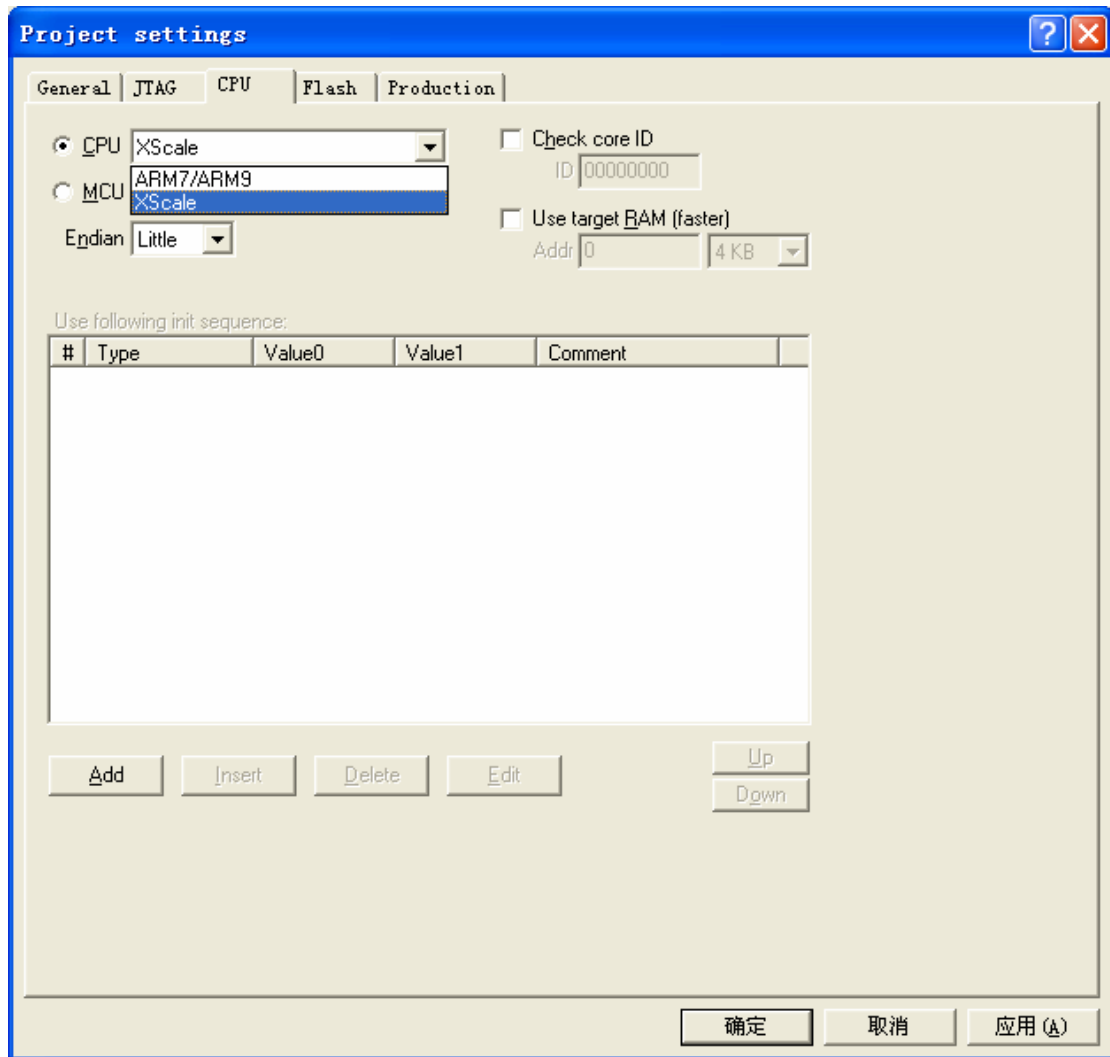 Project settings
General JTAG CPU Flash Production
CPU XScale Check core ID
ARM7/ARM9 ID 00000000
MCU XScale
Use target RAM (faster)
Endian Little Addr 0 4 KB
Use following init sequence:
# Type Value0 Value1 Comment
Add Insert Delete Edit Up
Down
确定 取消 应用(A)